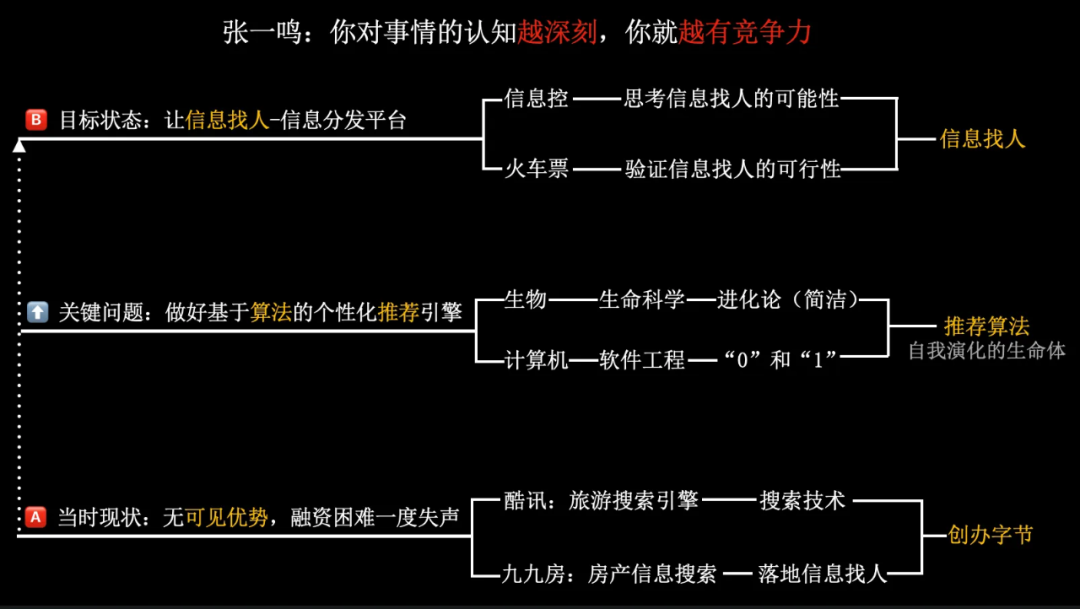 张一鸣：你对事情的认知越深刻，你就越有竞争力
B 目标状态：让信息找人-信息分发平台
信息控 思考信息找人的可能性
火车票 验证信息找人的可行性
信息找人
关键问题：做好基于算法的个性化推荐引擎
生物 生命科学 进化论（简洁）
计算机 软件工程 “0”和“1”
推荐算法
自我演化的生命体
A 当时现状：无可见优势，融资困难一度失声
酷讯：旅游搜索引擎 搜索技术
九九房：房产信息搜索 落地信息找人
创办字节